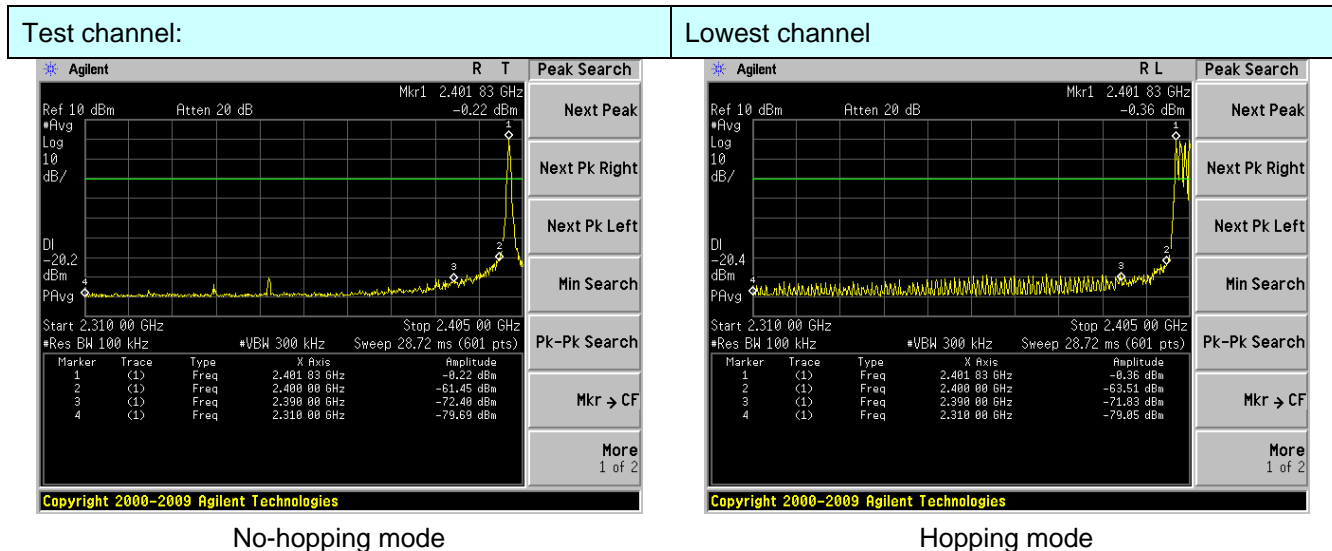 Test channel: Lowest channel
Agilent R T Peak Search
Mkr1 2.401 83 GHz
Ref 10 dBm Atten 20 dB -0.22 dBm
#Avg
Log
10
dB/
DI
-20.2
dBm
PAvg
1
2
3
4
Start 2.310 00 GHz Stop 2.405 00 GHz
#Res BW 100 kHz #VBW 300 kHz Sweep 28.72 ms (601 pts)
Marker Trace Type X Axis Amplitude
1 (1) Freq 2.401 83 GHz -0.22 dBm
2 (1) Freq 2.400 00 GHz -61.45 dBm
3 (1) Freq 2.390 00 GHz -72.40 dBm
4 (1) Freq 2.310 00 GHz -79.69 dBm
Next Peak
Next Pk Right
Next Pk Left
Min Search
Pk-Pk Search
Mkr → CF
More
1 of 2
Copyright 2000-2009 Agilent Technologies
No-hopping mode
Agilent R L Peak Search
Mkr1 2.401 83 GHz
Ref 10 dBm Atten 20 dB -0.36 dBm
#Avg
Log
10
dB/
DI
-20.4
dBm
PAvg
1
2
3
4
Start 2.310 00 GHz Stop 2.405 00 GHz
#Res BW 100 kHz #VBW 300 kHz Sweep 28.72 ms (601 pts)
Marker Trace Type X Axis Amplitude
1 (1) Freq 2.401 83 GHz -0.36 dBm
2 (1) Freq 2.400 00 GHz -63.51 dBm
3 (1) Freq 2.390 00 GHz -71.83 dBm
4 (1) Freq 2.310 00 GHz -79.05 dBm
Next Peak
Next Pk Right
Next Pk Left
Min Search
Pk-Pk Search
Mkr → CF
More
1 of 2
Copyright 2000-2009 Agilent Technologies
Hopping mode